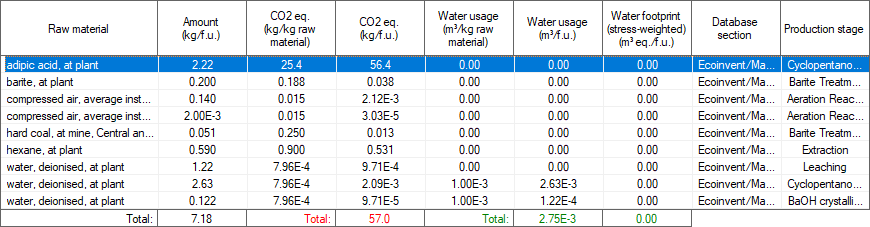 Raw material Amount (kg/f.u.) CO2 eq. (kg/kg raw material) CO2 eq. (kg/f.u.) Water usage (m³/kg raw material) Water usage (m³/f.u.) Water footprint (stress-weighted) (m³ eq./f.u.) Database section Production stage
adipic acid, at plant 2.22 25.4 56.4 0.00 0.00 0.00 Ecoinvent/Ma... Cyclopentano...
barite, at plant 0.200 0.188 0.038 0.00 0.00 0.00 Ecoinvent/Ma... Barite Treatm...
compressed air, average inst... 0.140 0.015 2.12E-3 0.00 0.00 0.00 Ecoinvent/Ma... Aeration Reac...
compressed air, average inst... 2.00E-3 0.015 3.03E-5 0.00 0.00 0.00 Ecoinvent/Ma... Aeration Reac...
hard coal, at mine, Central an... 0.051 0.250 0.013 0.00 0.00 0.00 Ecoinvent/Ma... Barite Treatm...
hexane, at plant 0.590 0.900 0.531 0.00 0.00 0.00 Ecoinvent/Ma... Extraction
water, deionised, at plant 1.22 7.96E-4 9.71E-4 0.00 0.00 0.00 Ecoinvent/Ma... Leaching
water, deionised, at plant 2.63 7.96E-4 2.09E-3 1.00E-3 2.63E-3 0.00 Ecoinvent/Ma... Cyclopentano...
water, deionised, at plant 0.122 7.96E-4 9.71E-5 1.00E-3 1.22E-4 0.00 Ecoinvent/Ma... BaOH crystalli...
Total: 7.18 Total: 57.0 Total: 2.75E-3 0.00